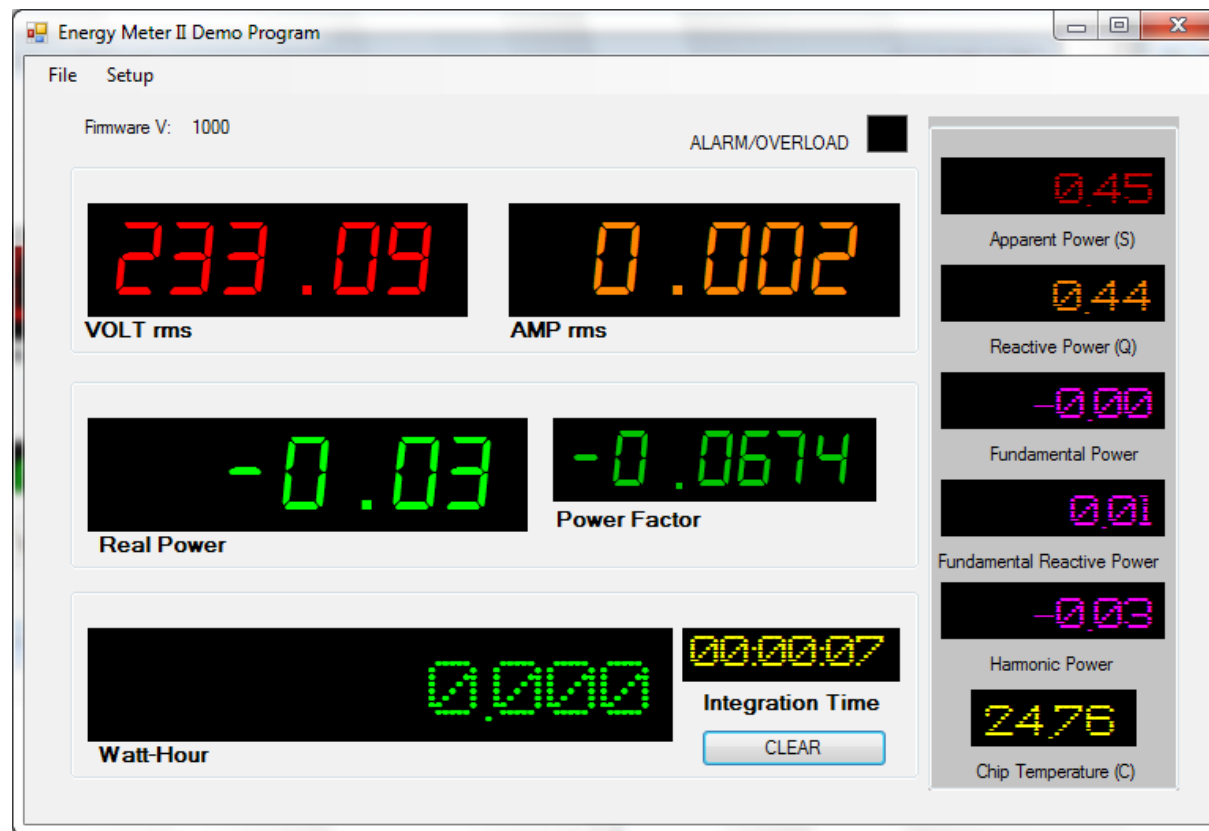 Energy Meter II Demo Program
File Setup
Firmware V: 1000
ALARM/OVERLOAD
233.09
VOLT rms
0.002
AMP rms
-0.03
Real Power
-0.0674
Power Factor
0.000
Watt-Hour
00:00:07
Integration Time
CLEAR
0.45
Apparent Power (S)
0.44
Reactive Power (Q)
-0.00
Fundamental Power
0.01
Fundamental Reactive Power
-0.03
Harmonic Power
24.76
Chip Temperature (C)